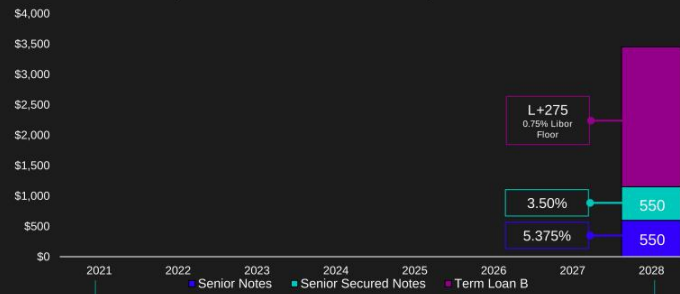 $4,000
$3,500
$3,000
$2,500
$2,000
$1,500
$1,000
$500
$0
L+275
0.75% Libor
Floor
3.50%
550
5.375%
550
2021 2022 2023 2024 2025 2026 2027 2028
Senior Notes Senior Secured Notes Term Loan B